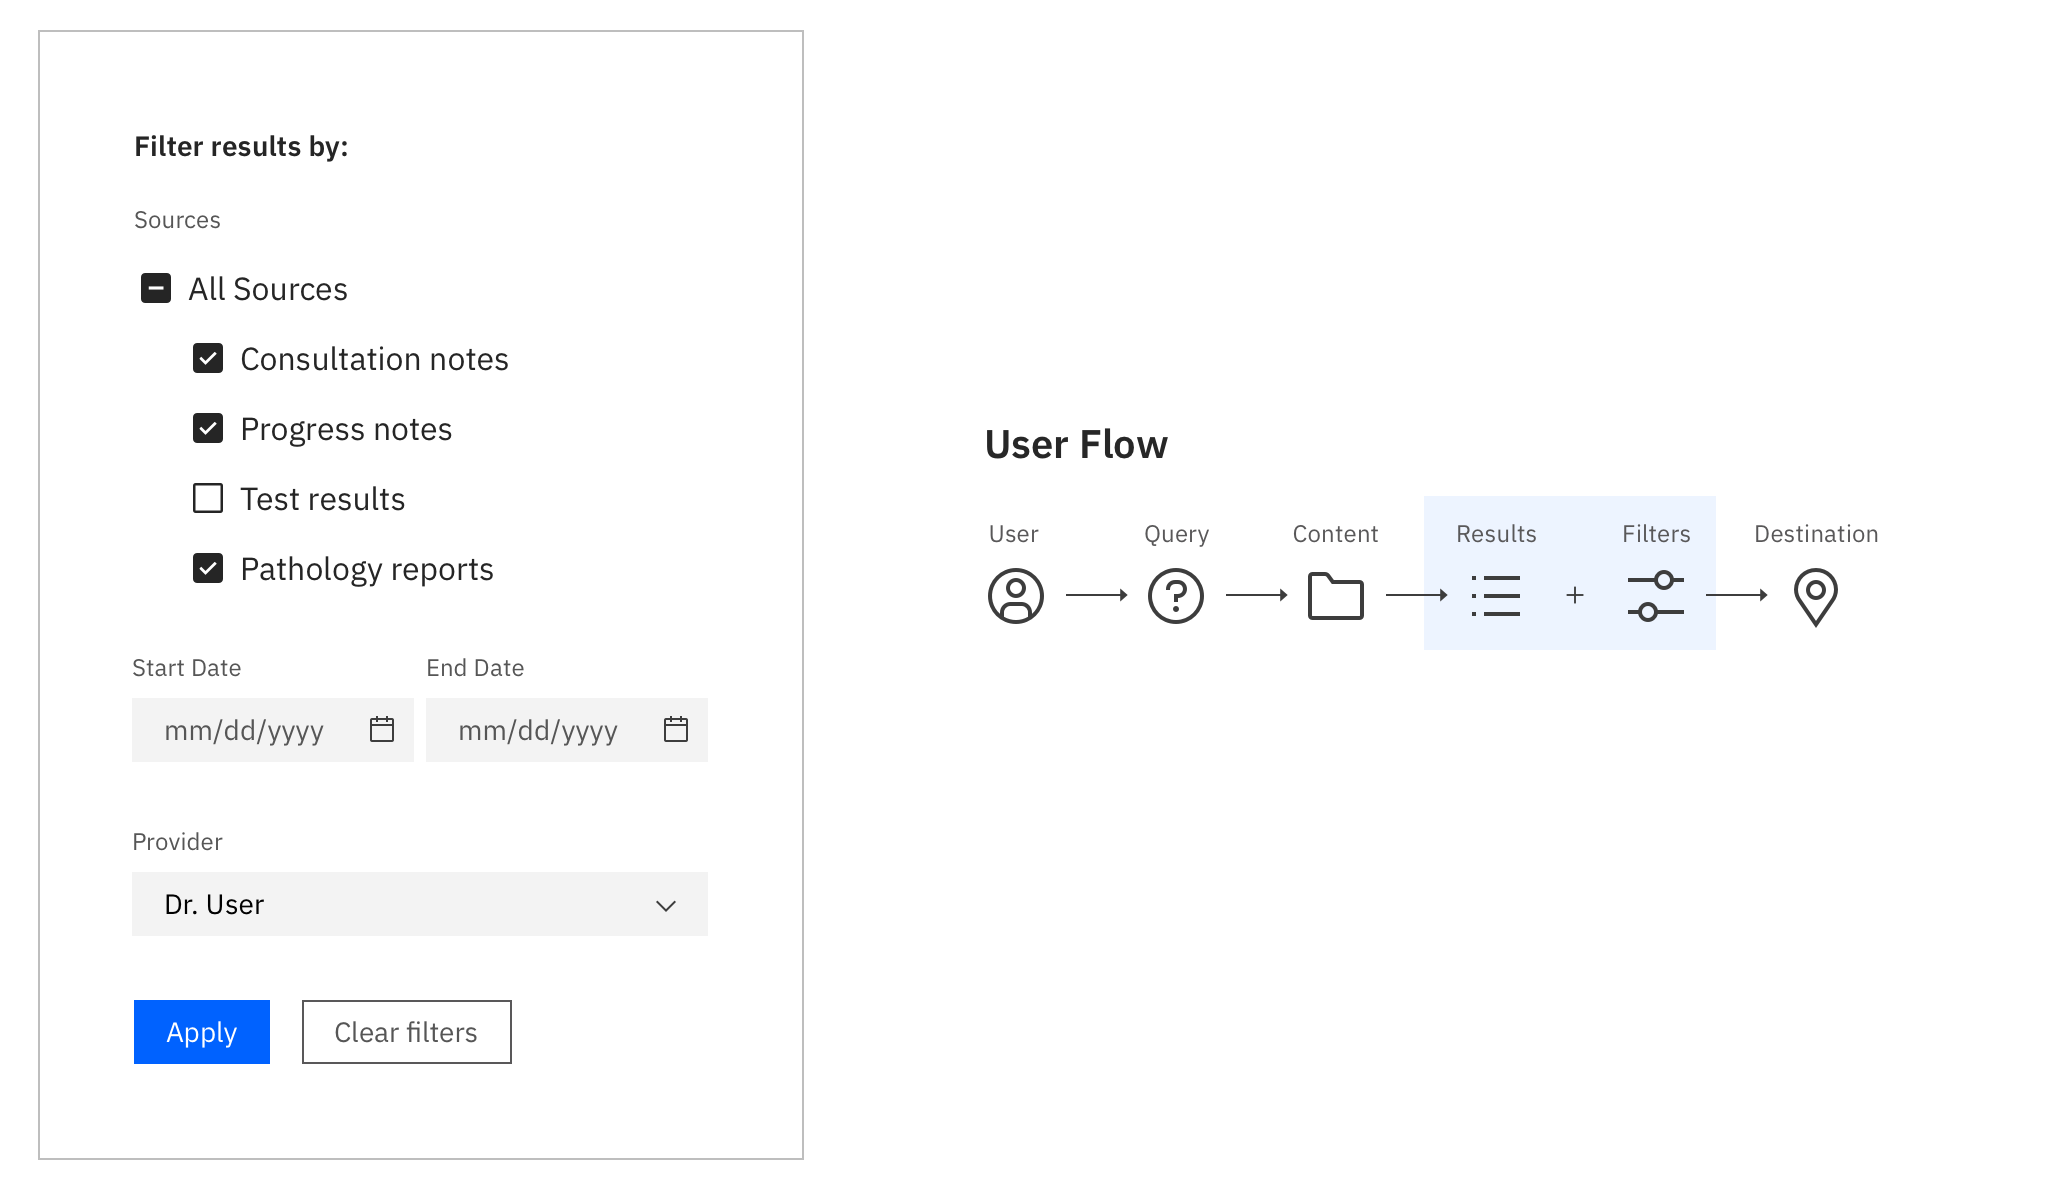 Filter results by:
Sources
All Sources
Consultation notes
Progress notes
Test results
Pathology reports
Start Date End Date
mm/dd/yyyy mm/dd/yyyy
Provider
Dr. User
Apply Clear filters
User Flow
User Query Content Results Filters Destination
? +